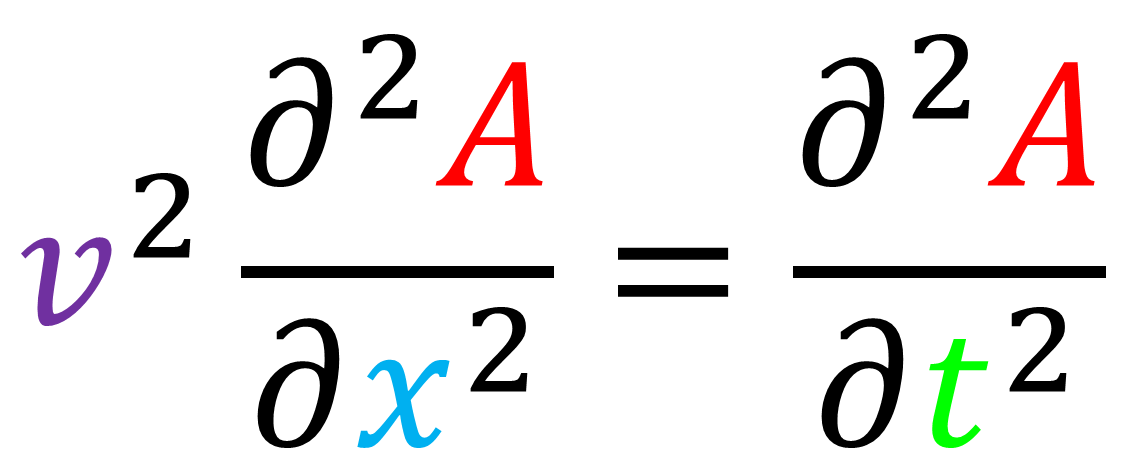 v² ∂²A/∂x² = ∂²A/∂t²